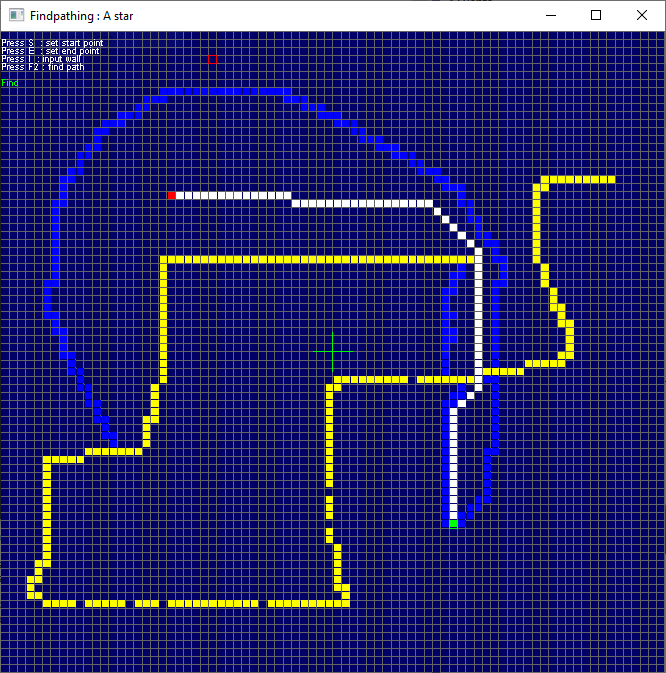 Findpathing : A star
Press S : set start point
Press E : set end point
Press I : input wall
Press F2 : find path
Find